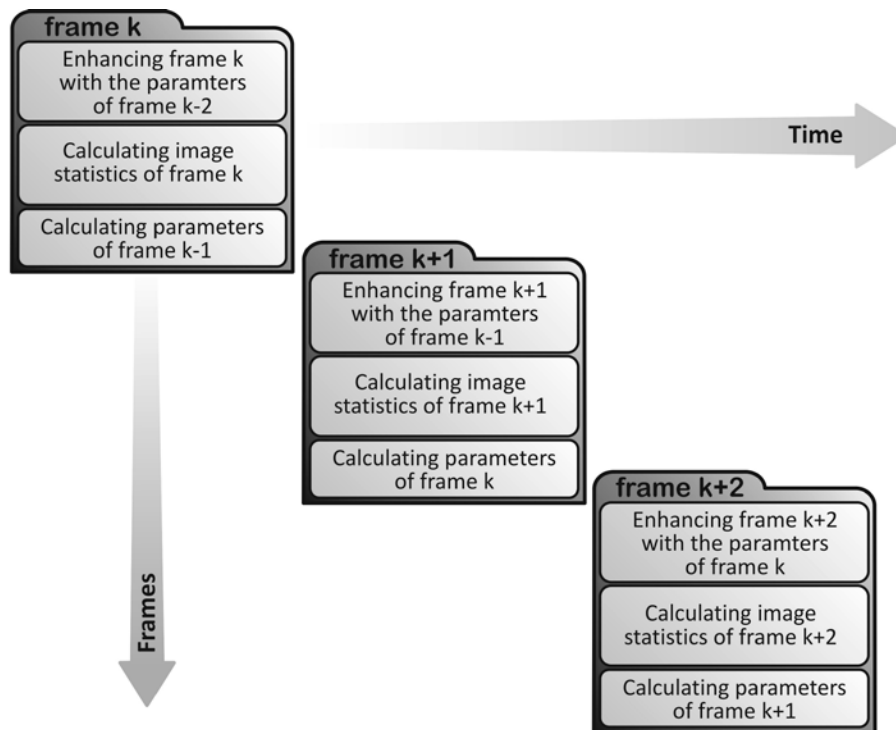 frame k
Enhancing frame k
with the paramters
of frame k-2
Calculating image
statistics of frame k
Calculating parameters
of frame k-1
Time
frame k+1
Enhancing frame k+1
with the paramters
of frame k-1
Calculating image
statistics of frame k+1
Calculating parameters
of frame k
frame k+2
Enhancing frame k+2
with the paramters
of frame k
Calculating image
statistics of frame k+2
Calculating parameters
of frame k+1
Frames